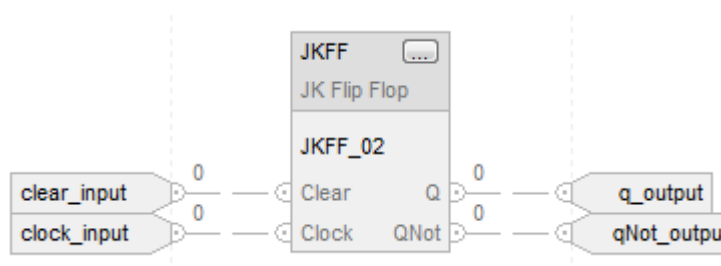 JKFF ...
JK Flip Flop
JKFF_02
0 0
clear_input Clear Q q_output
0 0
clock_input Clock QNot qNot_outpu